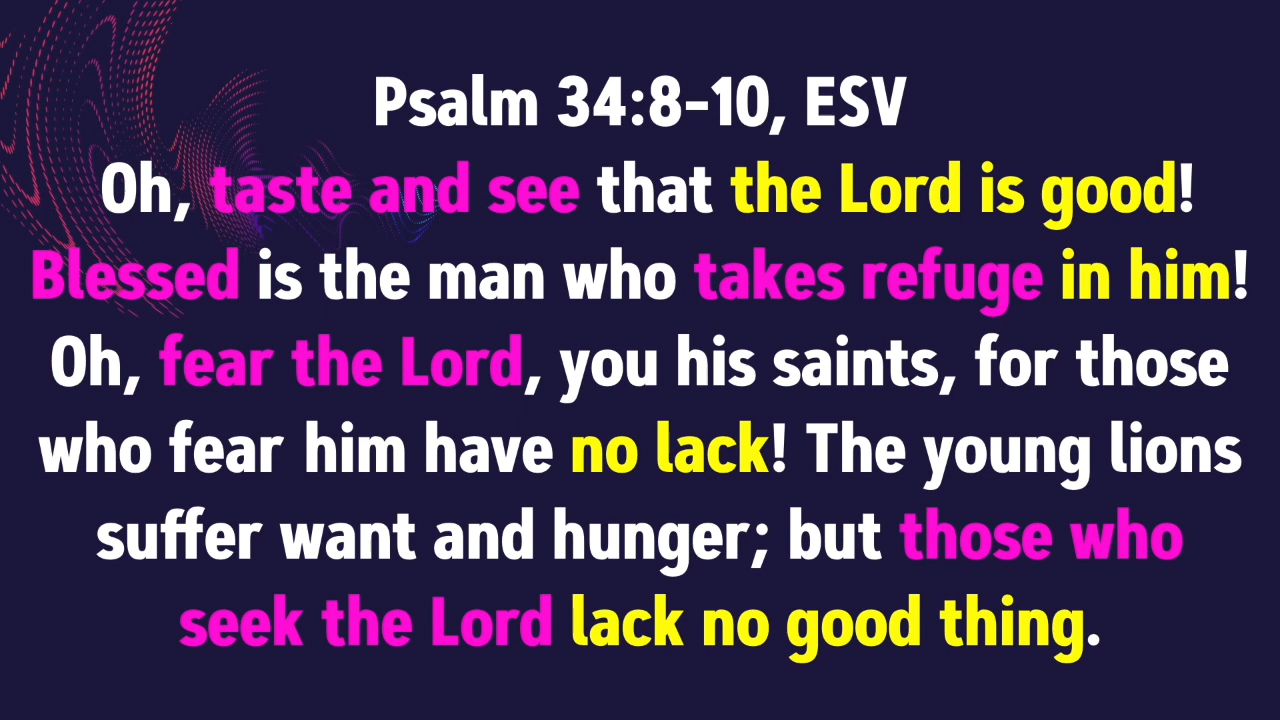 Psalm 34:8-10, ESV
Oh, taste and see that the Lord is good!
Blessed is the man who takes refuge in him!
Oh, fear the Lord, you his saints, for those
who fear him have no lack! The young lions
suffer want and hunger; but those who
seek the Lord lack no good thing.